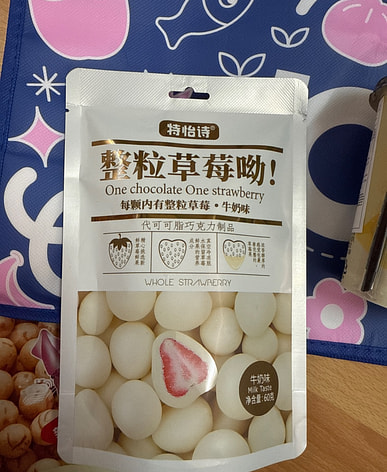 特怡诗®
整粒草莓呦!
One chocolate One strawberry
每颗内有整粒草莓·牛奶味
代可可脂巧克力制品
WHOLE STRAWBERRY
牛奶味
Milk Taste
净含量:60克